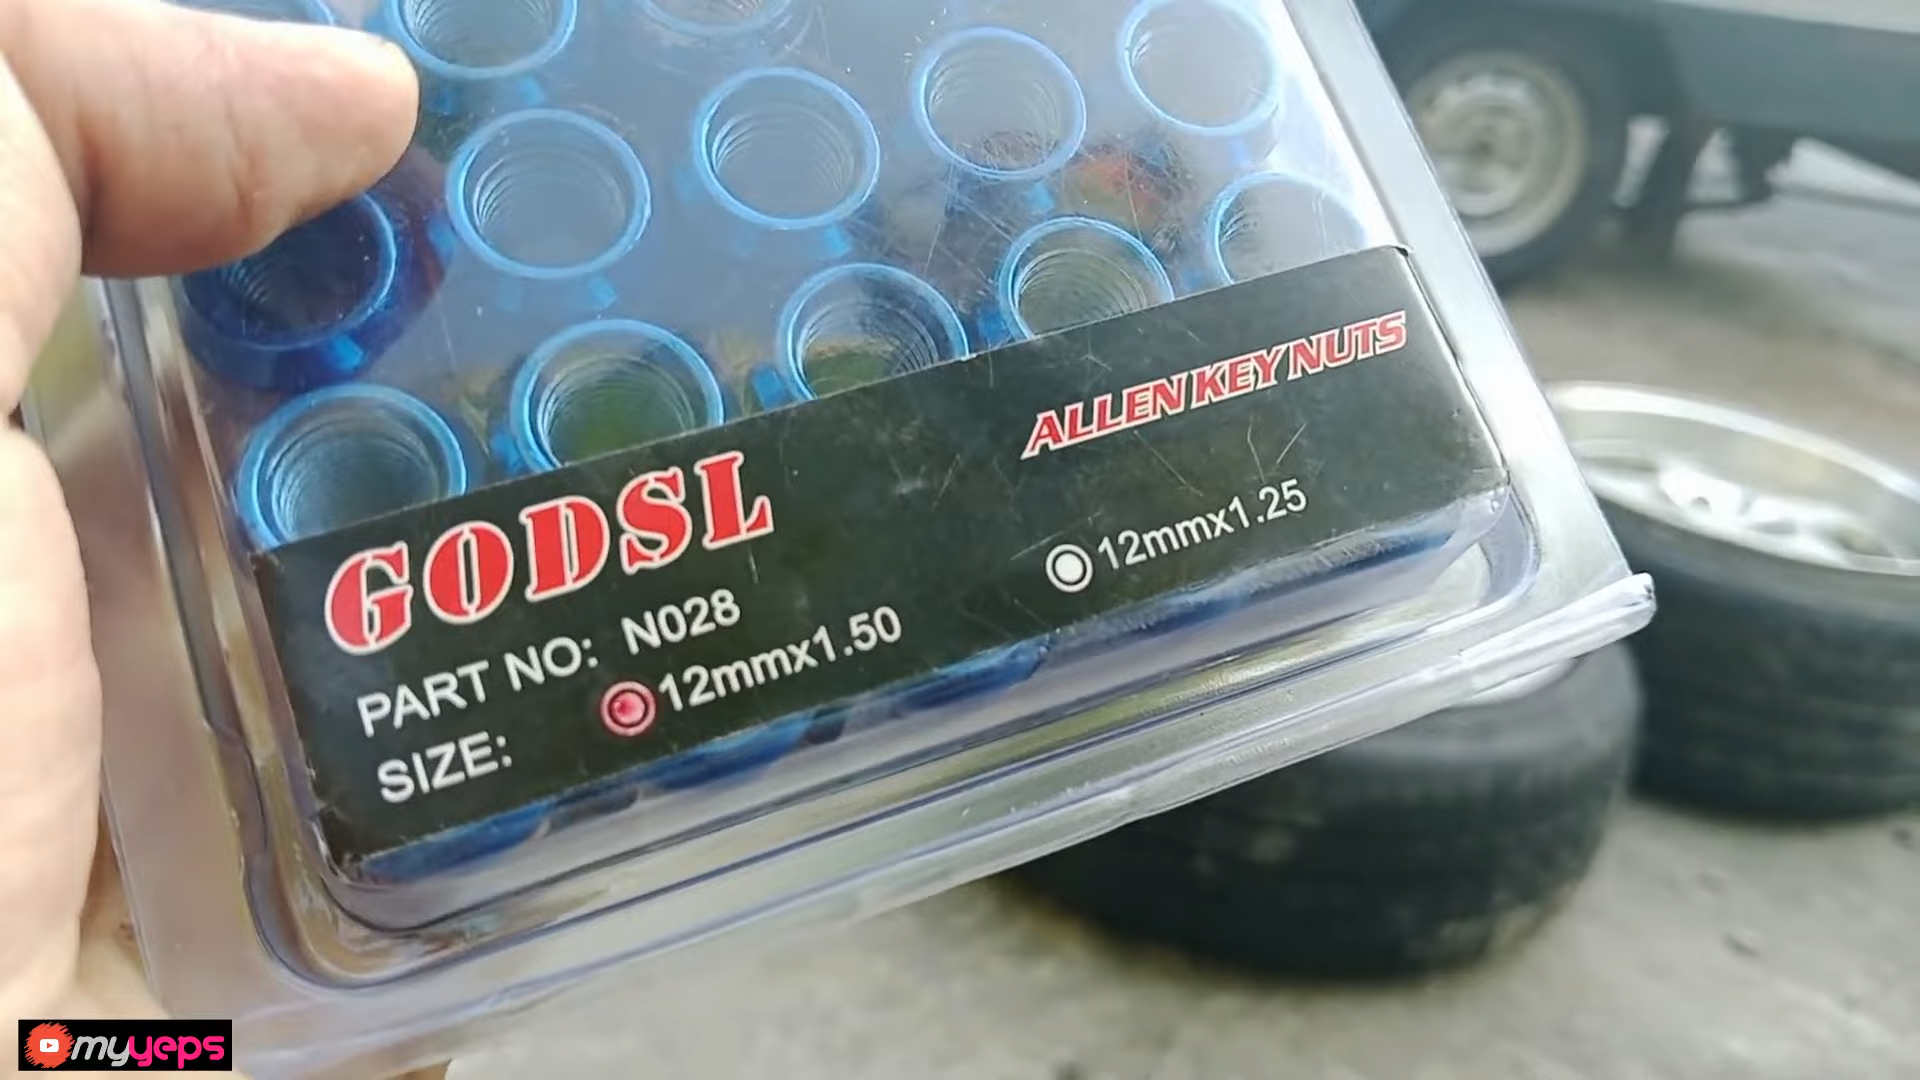 ALLEN KEY NUTS
GODSL
PART NO: N028
SIZE: 12mmx1.50 12mmx1.25
myyeps